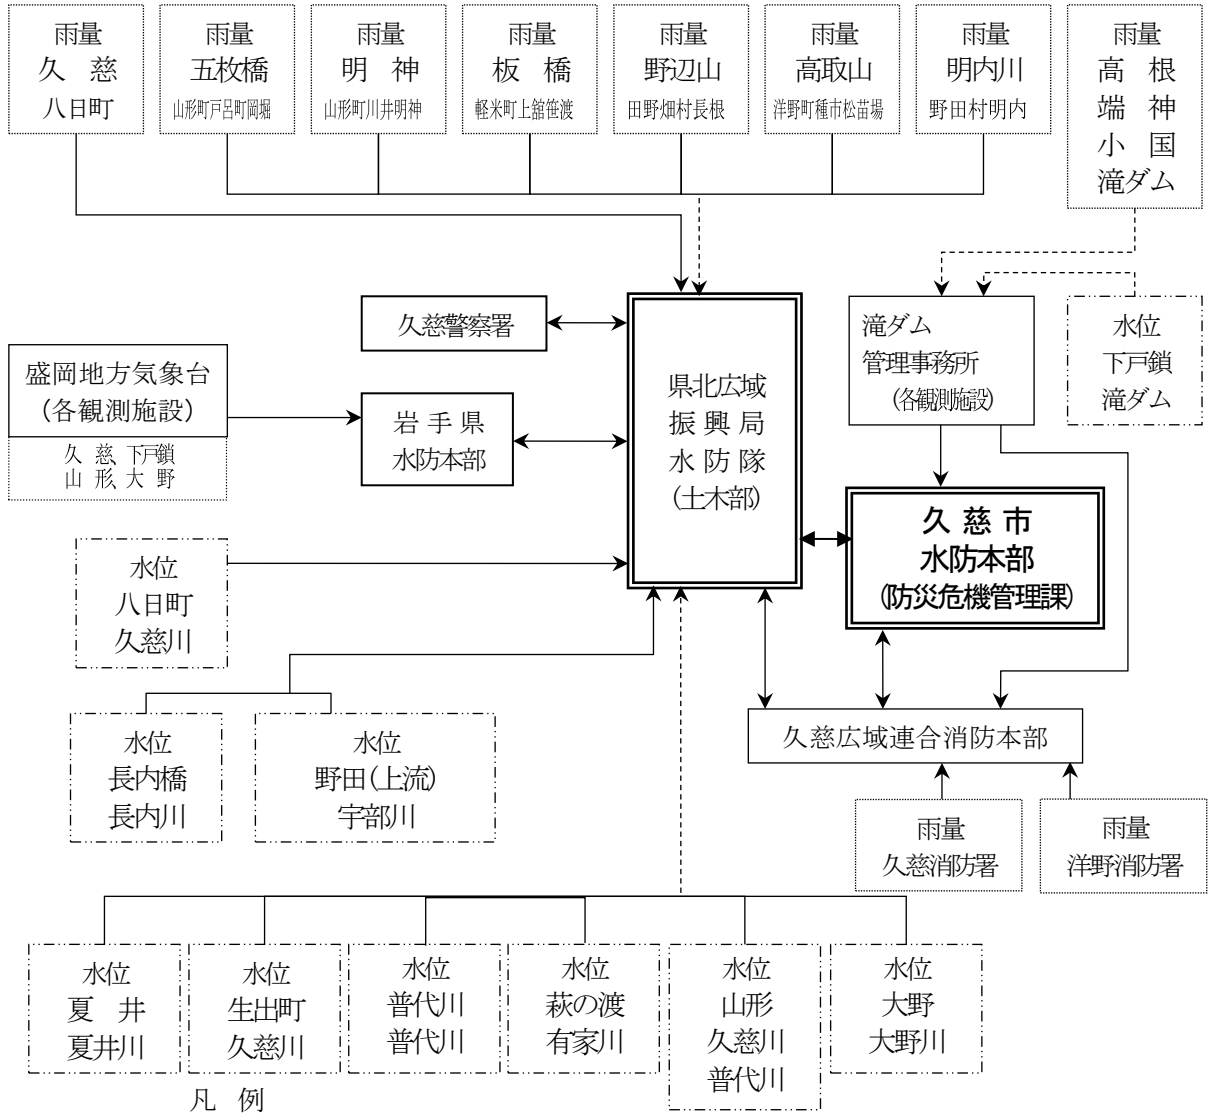 雨量
久 慈
八日町
雨量
五枚橋
山形町戸呂町岡堀
雨量
明 神
山形町川井明神
雨量
板 橋
軽米町上舘笹渡
雨量
野辺山
田野畑村長根
雨量
高取山
洋野町種市松苗場
雨量
明内川
野田村明内
雨量
高 根
端 神
小 国
滝ダム
久慈警察署
盛岡地方気象台
(各観測施設)
久 慈、下戸鎖
山 形、大 野
岩 手 県
水防本部
県北広域
振 興 局
水 防 隊
(土木部)
滝ダム
管理事務所
(各観測施設)
水位
下戸鎖
滝ダム
久 慈 市
水防本部
(防災危機管理課)
水位
八日町
久慈川
水位
長内橋
長内川
水位
野田(上流)
宇部川
久慈広域連合消防本部
雨量
久慈消防署
雨量
洋野消防署
水位
夏 井
夏井川
水位
生出町
久慈川
水位
普代川
普代川
水位
萩の渡
有家川
水位
山形
久慈川
普代川
水位
大野
大野川
凡 例